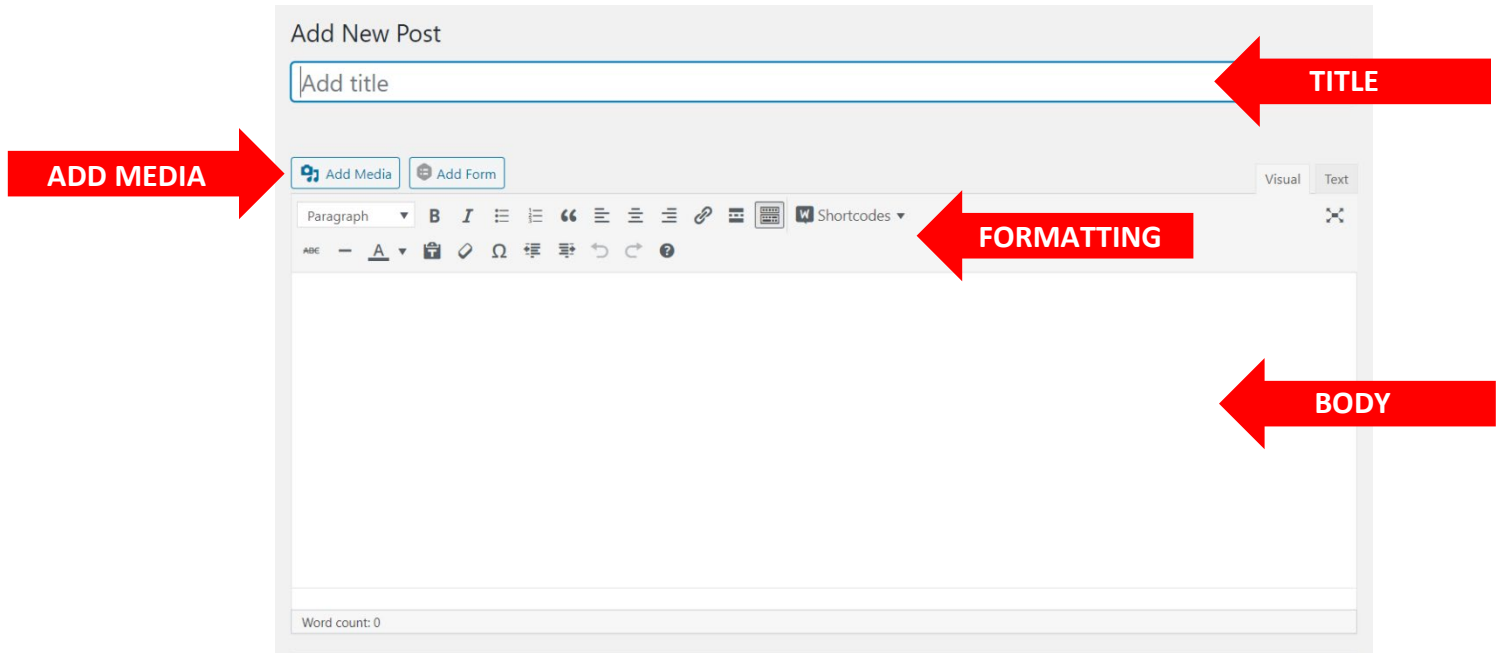 Add New Post
Add title
TITLE
ADD MEDIA
Add Media
Add Form
Visual
Text
Paragraph
B
I
Shortcodes
FORMATTING
ABC
A
Ω
BODY
Word count: 0